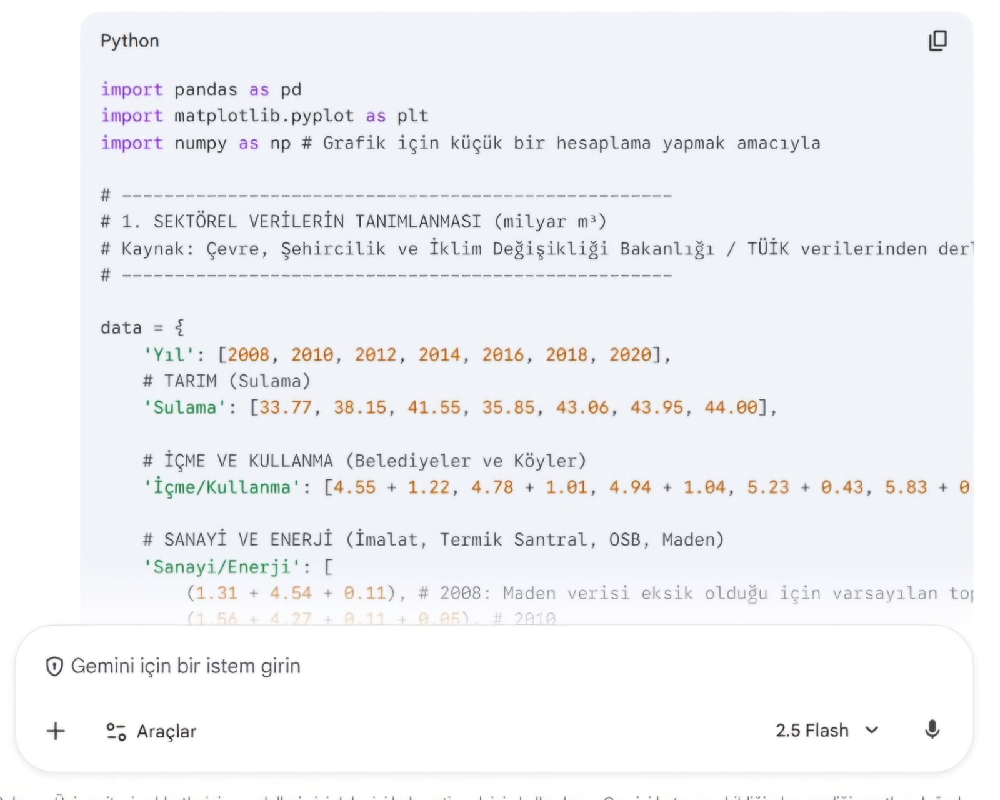 Python
import pandas as pd
import matplotlib.pyplot as plt
import numpy as np # Grafik için küçük bir hesaplama yapmak amacıyla
# ----------------------------------------------------
# 1. SEKTÖREL VERİLERİN TANIMLANMASI (milyar m³)
# Kaynak: Çevre, Şehircilik ve İklim Değişikliği Bakanlığı / TÜİK verilerinden
# ----------------------------------------------------
data = {
'Yıl': [2008, 2010, 2012, 2014, 2016, 2018, 2020],
# TARIM (Sulama)
'Sulama': [33.77, 38.15, 41.55, 35.85, 43.06, 43.95, 44.00],
# İÇME VE KULLANMA (Belediyeler ve Köyler)
'İçme/Kullanma': [4.55 + 1.22, 4.78 + 1.01, 4.94 + 1.04, 5.23 + 0.43, 5.83 + 0
# SANAYİ VE ENERJİ (İmalat, Termik Santral, OSB, Maden)
'Sanayi/Enerji': [
(1.31 + 4.54 + 0.11), # 2008: Maden verisi eksik olduğu için varsayılan
(1.56 + 4.27 + 0.11 + 0.05), # 2010
Gemini için bir istem girin
Araçlar
2.5 Flash